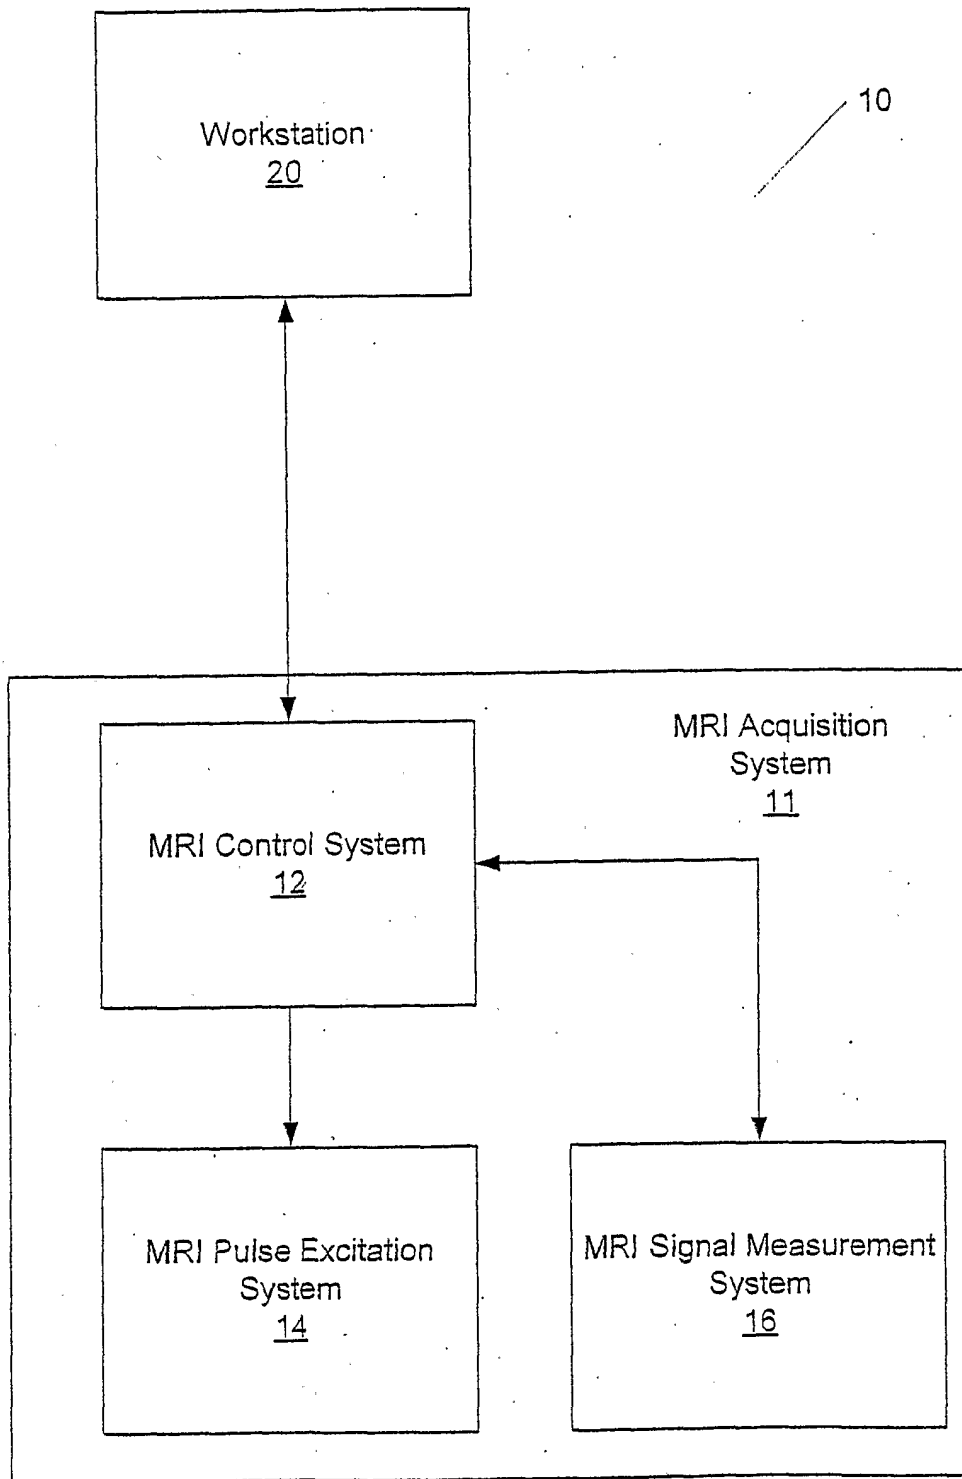 Workstation
20
10
MRI Acquisition
System
11
MRI Control System
12
MRI Pulse Excitation
System
14
MRI Signal Measurement
System
16